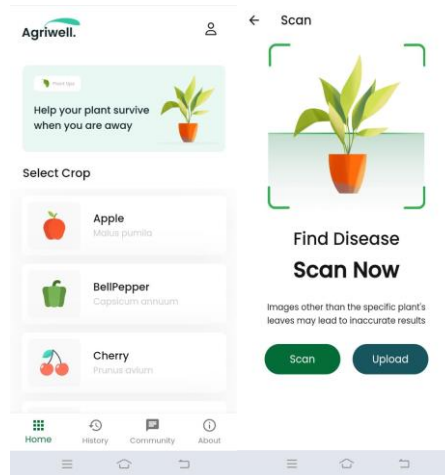 Agriwell.
Plant tips
Help your plant survive
when you are away
Select Crop
Apple
Malus pumila
BellPepper
Capsicum annuum
Cherry
Prunus avium
Home
History
Community
About
Scan
Find Disease
Scan Now
Images other than the specific plant's
leaves may lead to inaccurate results
Scan
Upload